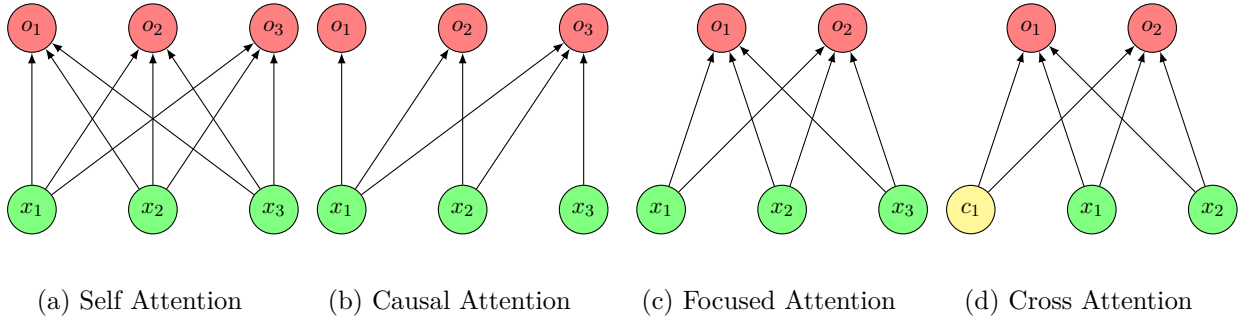 o1 o2 o3 o1 o2 o3 o1 o2 o1 o2
x1 x2 x3 x1 x2 x3 x1 x2 x3 c1 x1 x2
(a) Self Attention (b) Causal Attention (c) Focused Attention (d) Cross Attention